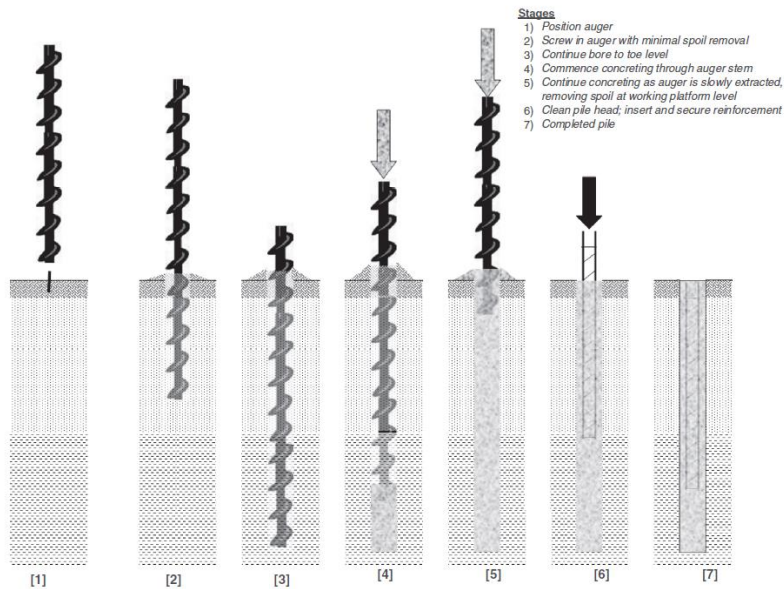 Stages
1) Position auger
2) Screw in auger with minimal spoil removal
3) Continue bore to toe level
4) Commence concreting through auger stem
5) Continue concreting as auger is slowly extracted,
removing spoil at working platform level
6) Clean pile head; insert and secure reinforcement
7) Completed pile
[1]
[2]
[3]
[4]
[5]
[6]
[7]